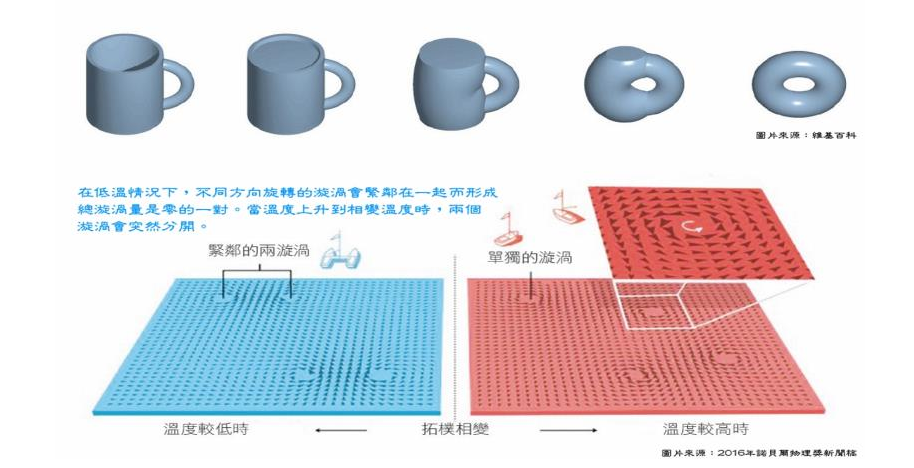 圖片來源：維基百科
在低溫情況下，不同方向旋轉的漩渦會緊鄰在一起而形成
總漩渦量是零的一對。當溫度上升到相變溫度時，兩個
漩渦會突然分開。
緊鄰的兩漩渦
單獨的漩渦
溫度較低時
拓樸相變
溫度較高時
圖片來源：2016年諾貝爾物理獎新聞稿